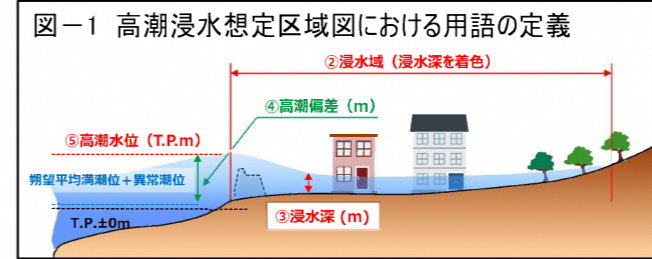 図－1 高潮浸水想定区域図における用語の定義
②浸水域（浸水深を着色）
④高潮偏差（m）
⑤高潮水位（T.P.m）
朔望平均満潮位＋異常潮位
③浸水深（m）
T.P.±0m